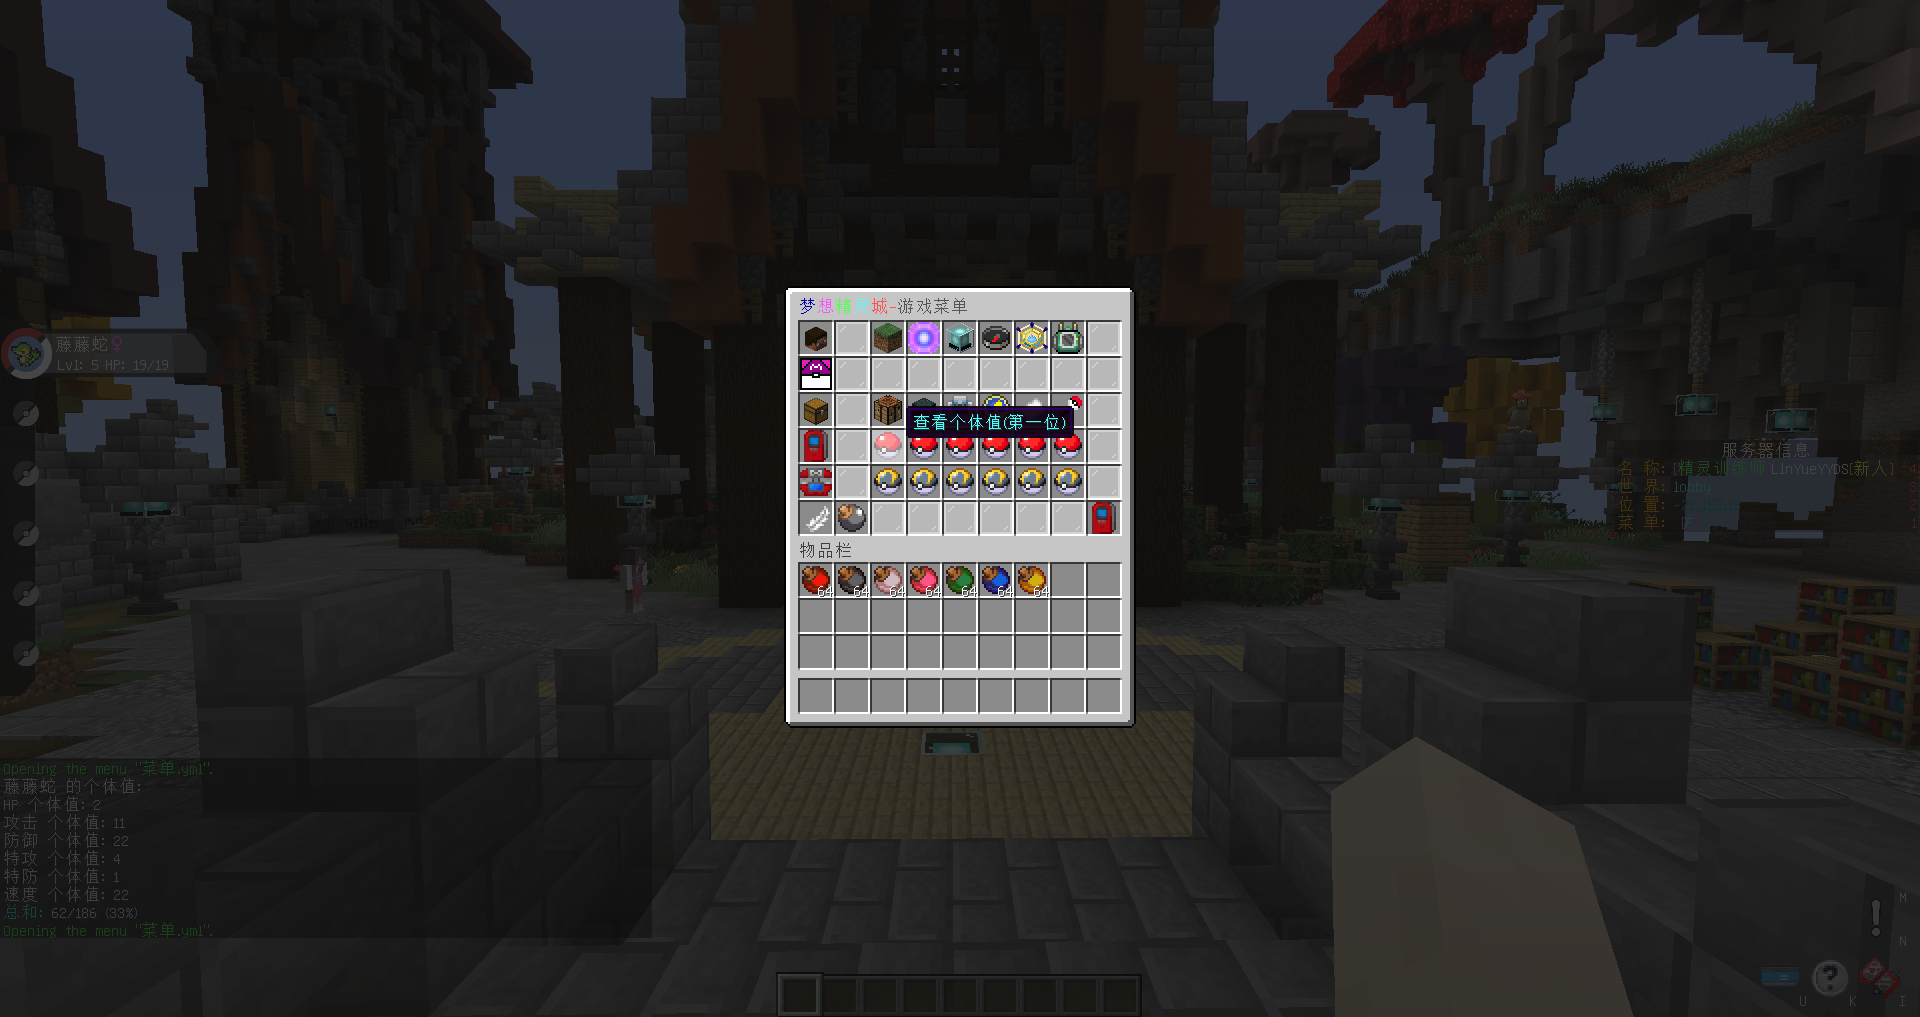 梦想精灵城-游戏菜单
查看个体值(第一位)
物品栏
64 64 64 64 64 64 64
藤藤蛇♀
Lvl: 5 HP: 19/19
服务器信息
名 称: [精灵训练师]LinYueYYDS[新人]
世 界: lobby
位 置:
菜 单:
Opening the menu "菜单.yml".
藤藤蛇 的个体值:
HP 个体值: 2
攻击 个体值: 11
防御 个体值: 22
特攻 个体值: 4
特防 个体值: 1
速度 个体值: 22
总和: 62/186 (33%)
Opening the menu "菜单.yml".
M
N
U
K
I